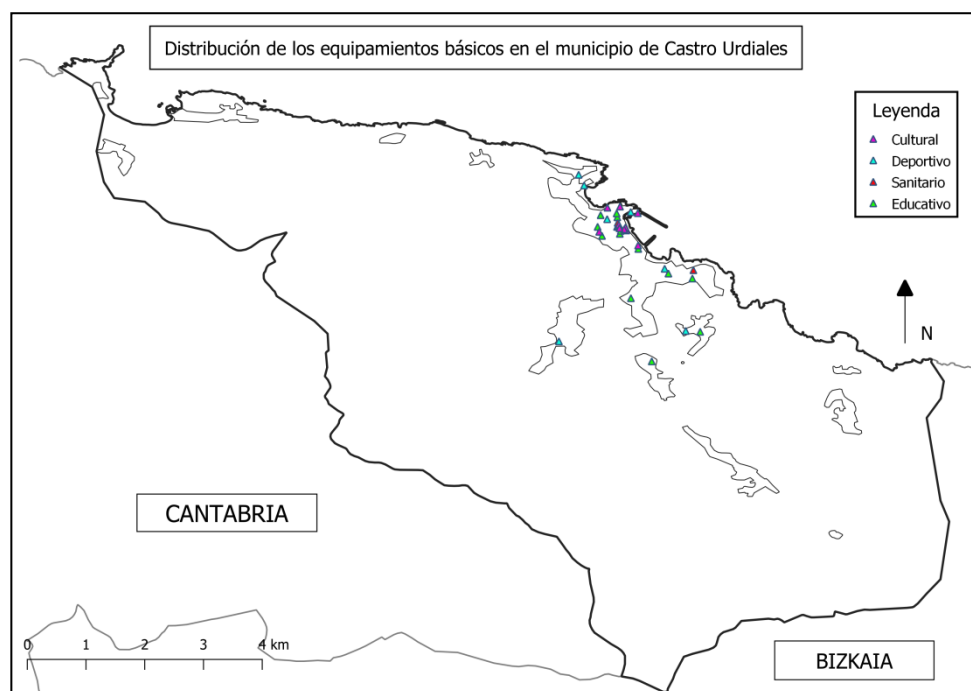 Distribución de los equipamientos básicos en el municipio de Castro Urdiales
Leyenda
Cultural
Deportivo
Sanitario
Educativo
N
CANTABRIA
0 1 2 3 4 km
BIZKAIA